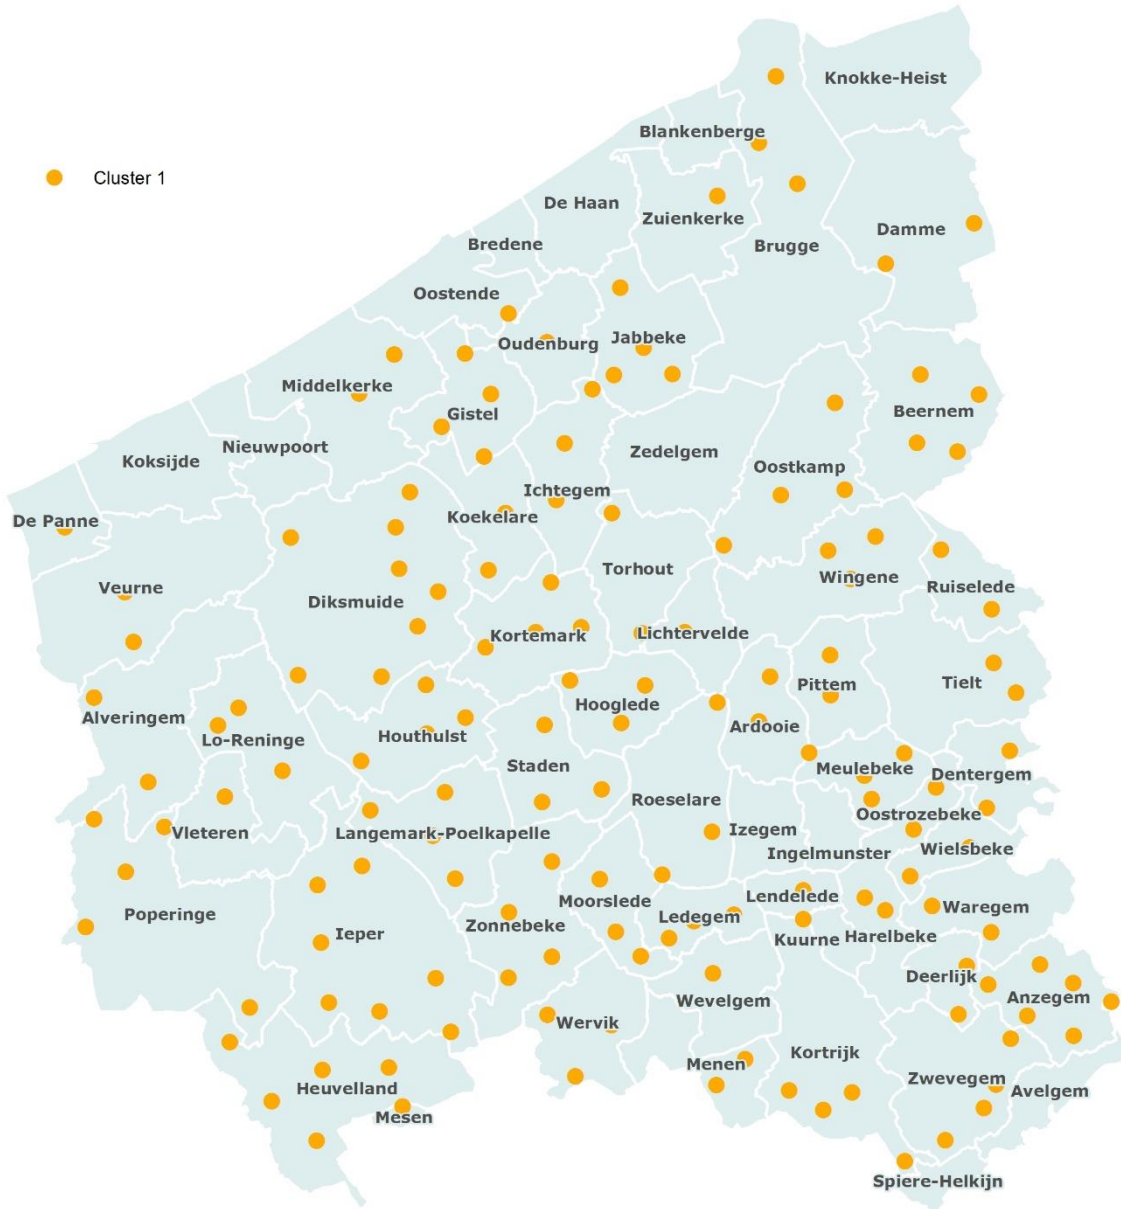 Knokke-Heist
Blankenberge
Cluster 1
De Haan
Zuienkerke
Damme
Bredene
Brugge
Oostende
Oudenburg
Jabbeke
Middelkerke
Gistel
Beernem
Nieuwpoort
Zedelgem
Koksijde
Oostkamp
Ichtegem
De Panne
Koekelare
Torhout
Wingene
Veurne
Ruiselede
Diksmuide
Kortemark
Lichtervelde
Tielt
Pittem
Hooglede
Alveringem
Ardooie
Lo-Reninge
Houthulst
Staden
Meulebeke
Dentergem
Roeselare
Oostrozebeke
Vleteren
Langemark-Poelkapelle
Izegem
Wielsbeke
Ingelmunster
Lendelede
Moorslede
Waregem
Poperinge
Ledegem
Zonnebeke
Ieper
Kuurne
Harelbeke
Deerlijk
Anzegem
Wevelgem
Wervik
Kortrijk
Menen
Zwevegem
Heuvelland
Avelgem
Mesen
Spiere-Helkijn